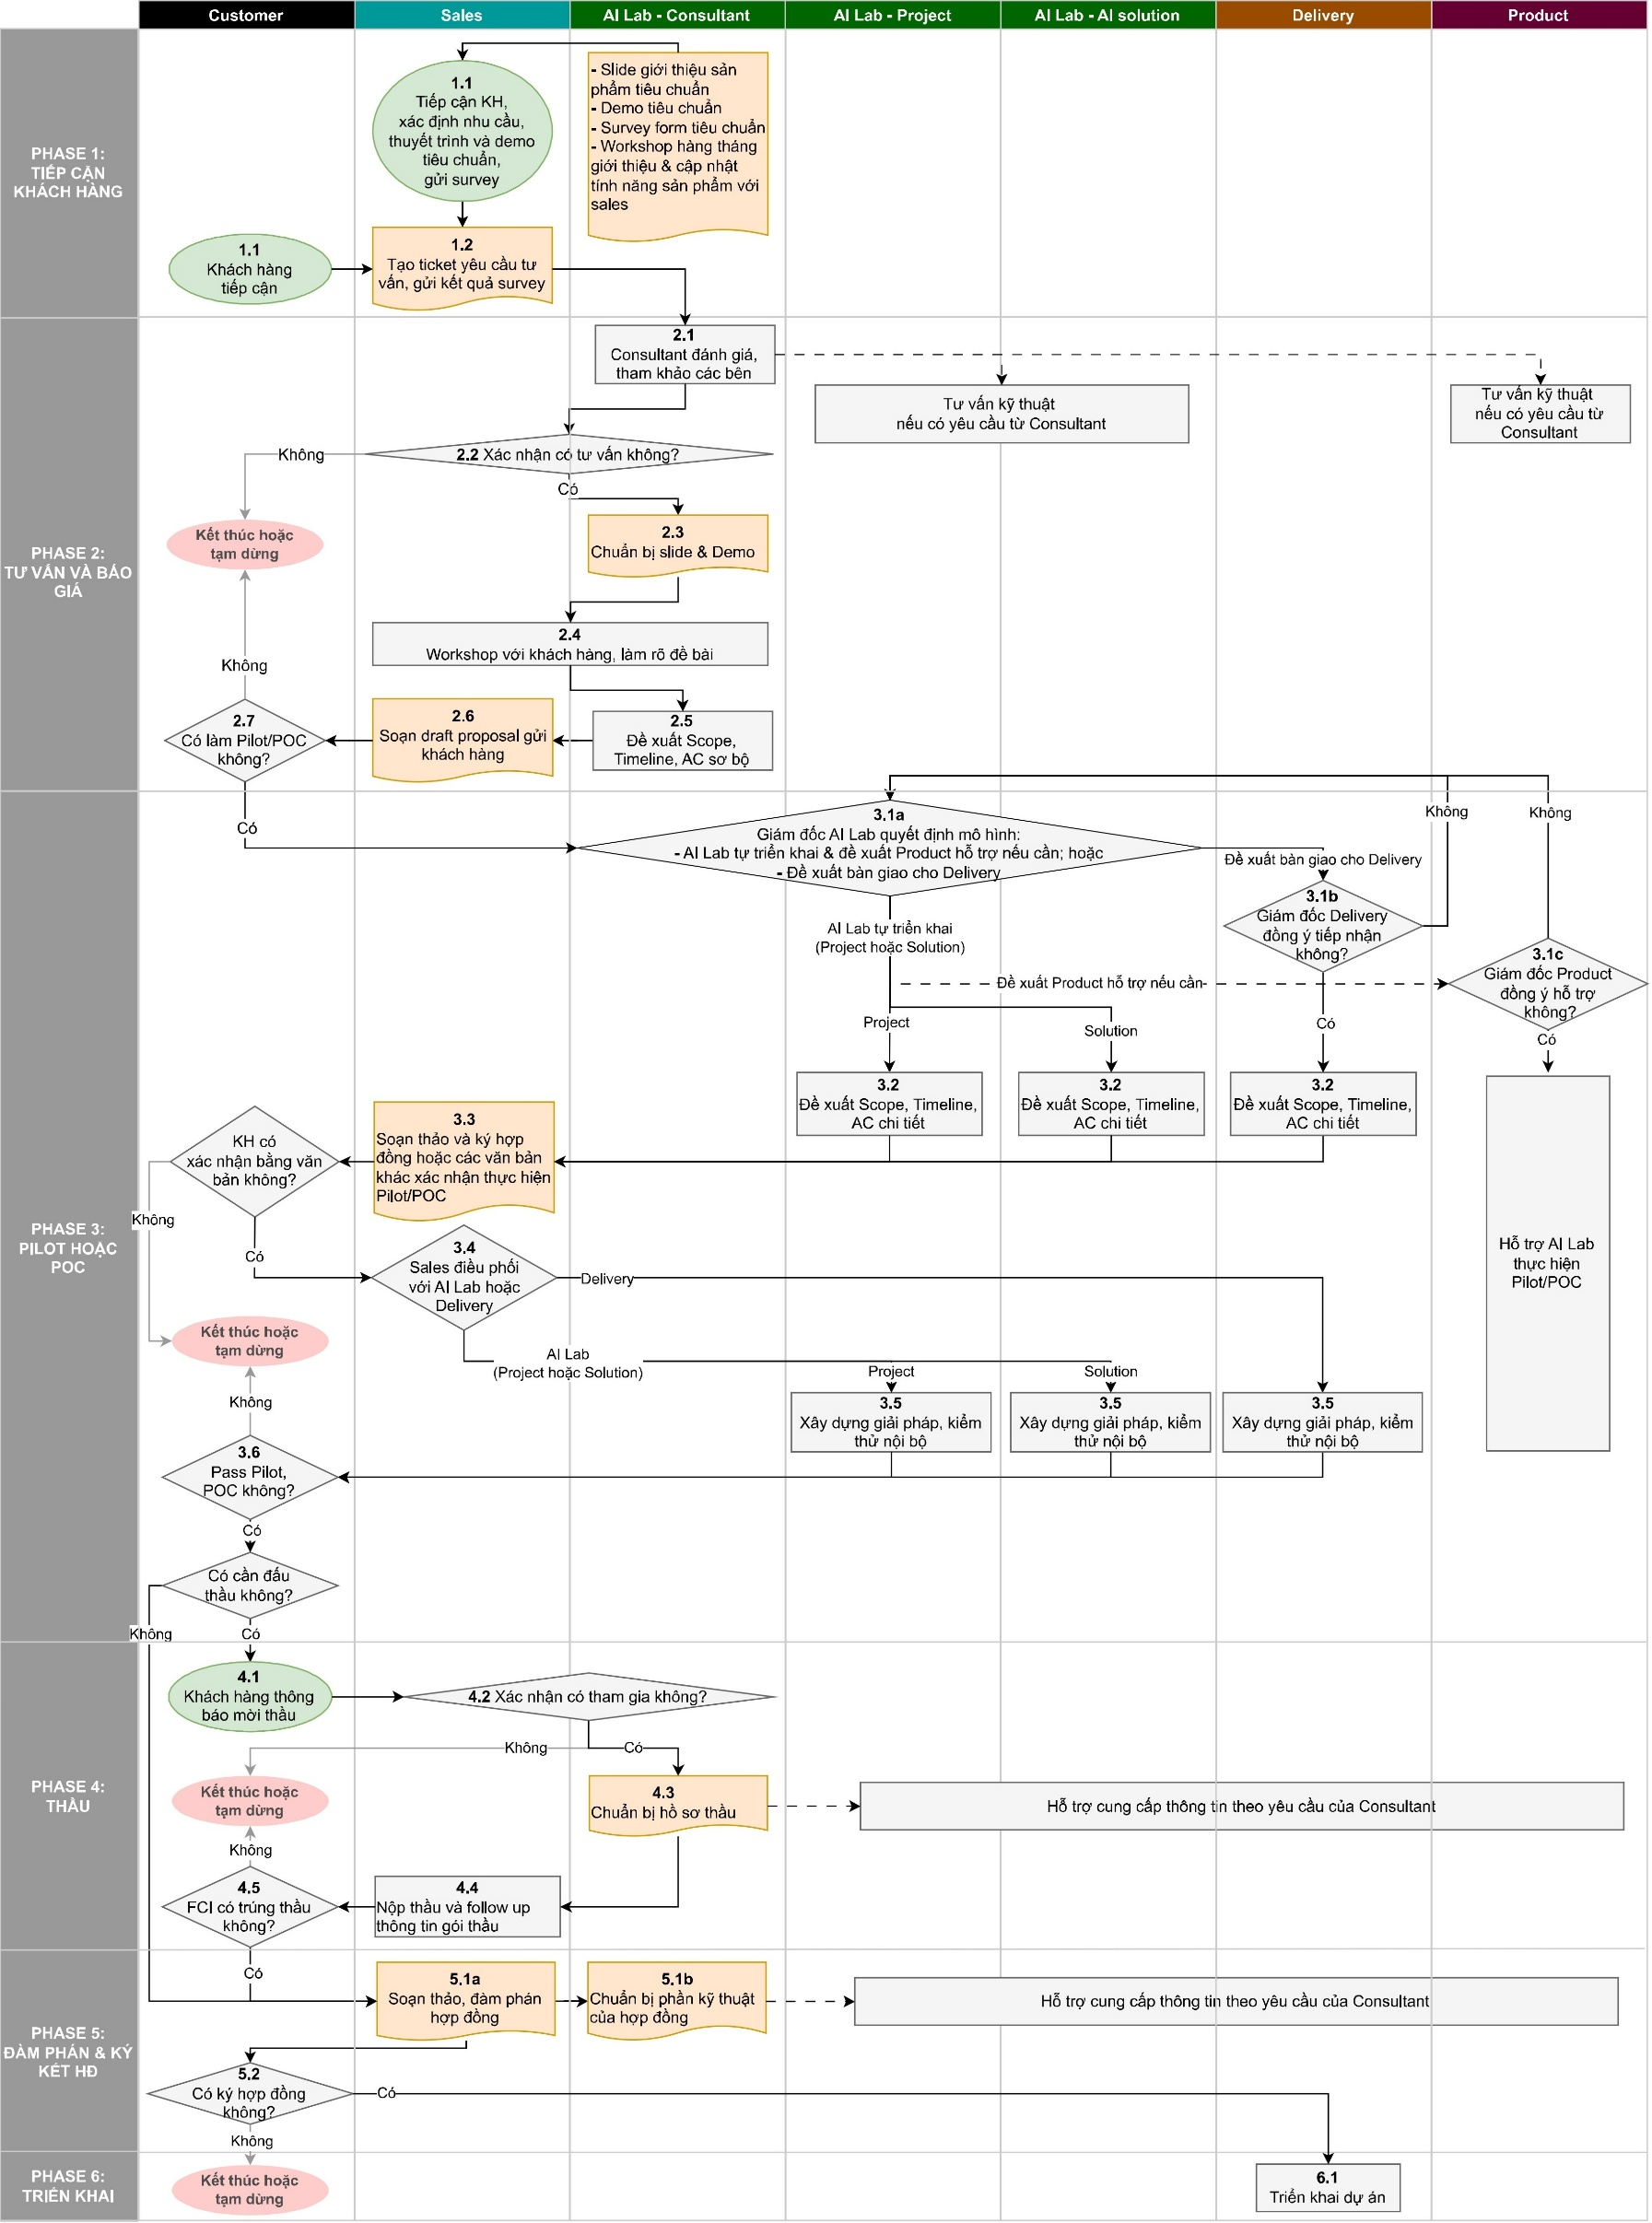 Customer
Sales
AI Lab - Consultant
AI Lab - Project
AI Lab - AI solution
Delivery
Product
PHASE 1:
TIẾP CẬN
KHÁCH HÀNG
1.1
Tiếp cận KH,
xác định nhu cầu,
thuyết trình và demo
tiêu chuẩn,
gửi survey
- Slide giới thiệu sản
phẩm tiêu chuẩn
- Demo tiêu chuẩn
- Survey form tiêu chuẩn
- Workshop hàng tháng
giới thiệu & cập nhật
tính năng sản phẩm với
sales
1.1
Khách hàng
tiếp cận
1.2
Tạo ticket yêu cầu tư
vấn, gửi kết quả survey
PHASE 2:
TƯ VẤN VÀ BÁO
GIÁ
2.1
Consultant đánh giá,
tham khảo các bên
Tư vấn kỹ thuật
nếu có yêu cầu từ Consultant
Tư vấn kỹ thuật
nếu có yêu cầu từ
Consultant
2.2 Xác nhận có tư vấn không?
Không
Có
Kết thúc hoặc
tạm dừng
2.3
Chuẩn bị slide & Demo
2.4
Workshop với khách hàng, làm rõ đề bài
Không
2.7
Có làm Pilot/POC
không?
2.6
Soạn draft proposal gửi
khách hàng
2.5
Đề xuất Scope,
Timeline, AC sơ bộ
PHASE 3:
PILOT HOẶC
POC
Có
3.1a
Giám đốc AI Lab quyết định mô hình:
- AI Lab tự triển khai & đề xuất Product hỗ trợ nếu cần; hoặc
- Đề xuất bàn giao cho Delivery
Không
Không
Đề xuất bàn giao cho Delivery
3.1b
Giám đốc Delivery
đồng ý tiếp nhận
không?
AI Lab tự triển khai
(Project hoặc Solution)
Đề xuất Product hỗ trợ nếu cần
3.1c
Giám đốc Product
đồng ý hỗ trợ
không?
Project
Solution
Có
Có
3.2
Đề xuất Scope, Timeline,
AC chi tiết
3.2
Đề xuất Scope, Timeline,
AC chi tiết
3.2
Đề xuất Scope, Timeline,
AC chi tiết
KH có
xác nhận bằng văn
bản không?
3.3
Soạn thảo và ký hợp
đồng hoặc các văn bản
khác xác nhận thực hiện
Pilot/POC
Không
Có
3.4
Sales điều phối
với AI Lab hoặc
Delivery
Delivery
Hỗ trợ AI Lab
thực hiện
Pilot/POC
Kết thúc hoặc
tạm dừng
AI Lab
(Project hoặc Solution)
Project
Solution
Không
3.5
Xây dựng giải pháp, kiểm
thử nội bộ
3.5
Xây dựng giải pháp, kiểm
thử nội bộ
3.5
Xây dựng giải pháp, kiểm
thử nội bộ
3.6
Pass Pilot,
POC không?
Có
Có cần đấu
thầu không?
Không
Có
PHASE 4:
THẦU
4.1
Khách hàng thông
báo mời thầu
4.2 Xác nhận có tham gia không?
Không
Có
Kết thúc hoặc
tạm dừng
4.3
Chuẩn bị hồ sơ thầu
Hỗ trợ cung cấp thông tin theo yêu cầu của Consultant
Không
4.5
FCI có trúng thầu
không?
4.4
Nộp thầu và follow up
thông tin gói thầu
PHASE 5:
ĐÀM PHÁN & KÝ
KẾT HĐ
Có
5.1a
Soạn thảo, đàm phán
hợp đồng
5.1b
Chuẩn bị phần kỹ thuật
của hợp đồng
Hỗ trợ cung cấp thông tin theo yêu cầu của Consultant
5.2
Có ký hợp đồng
không?
Có
Không
PHASE 6:
TRIỂN KHAI
Kết thúc hoặc
tạm dừng
6.1
Triển khai dự án